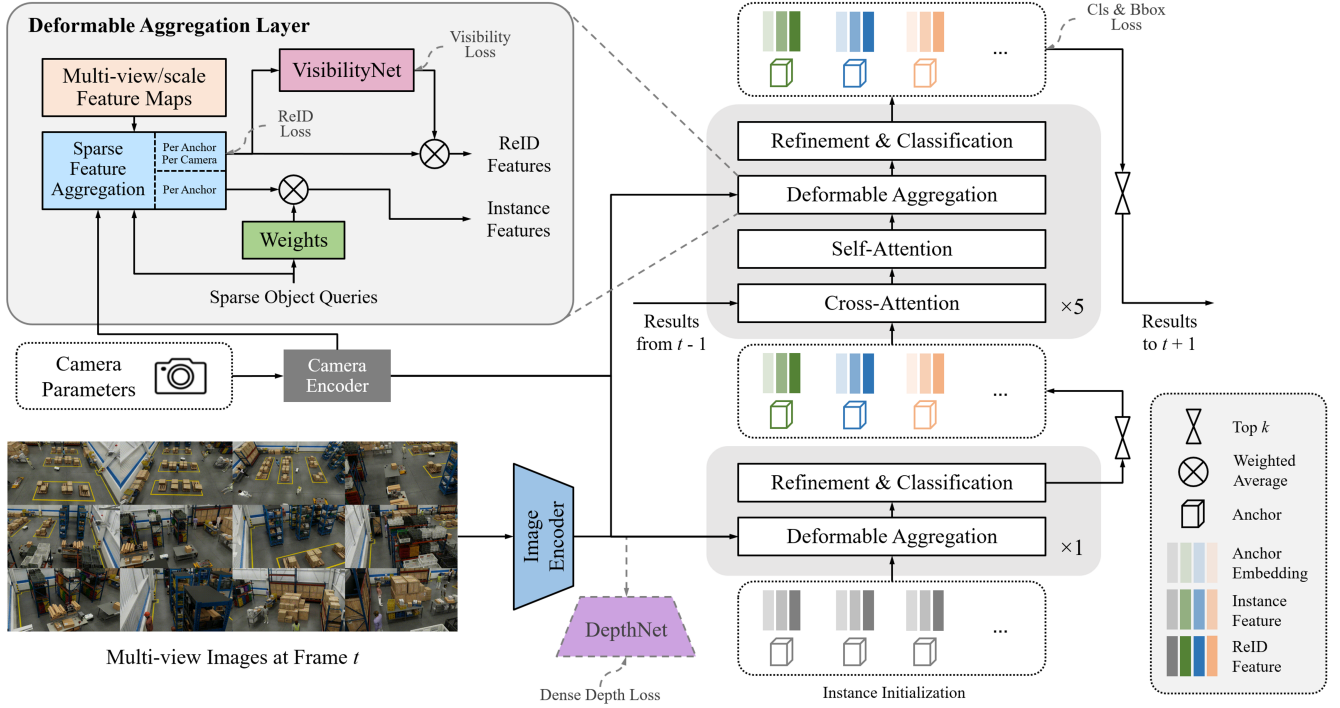 Deformable Aggregation Layer
Multi-view/scale
Feature Maps
VisibilityNet
Visibility
Loss
ReID
Loss
Sparse
Feature
Aggregation
Per Anchor
Per Camera
Per Anchor
ReID
Features
Instance
Features
Weights
Sparse Object Queries
Camera
Parameters
Camera
Encoder
Multi-view Images at Frame t
Image
Encoder
DepthNet
Dense Depth Loss
...
Cls & Bbox
Loss
Refinement & Classification
Deformable Aggregation
Self-Attention
Cross-Attention
×5
Results
from t - 1
Results
to t + 1
...
Refinement & Classification
Deformable Aggregation
×1
...
Instance Initialization
Top k
Weighted
Average
Anchor
Anchor
Embedding
Instance
Feature
ReID
Feature